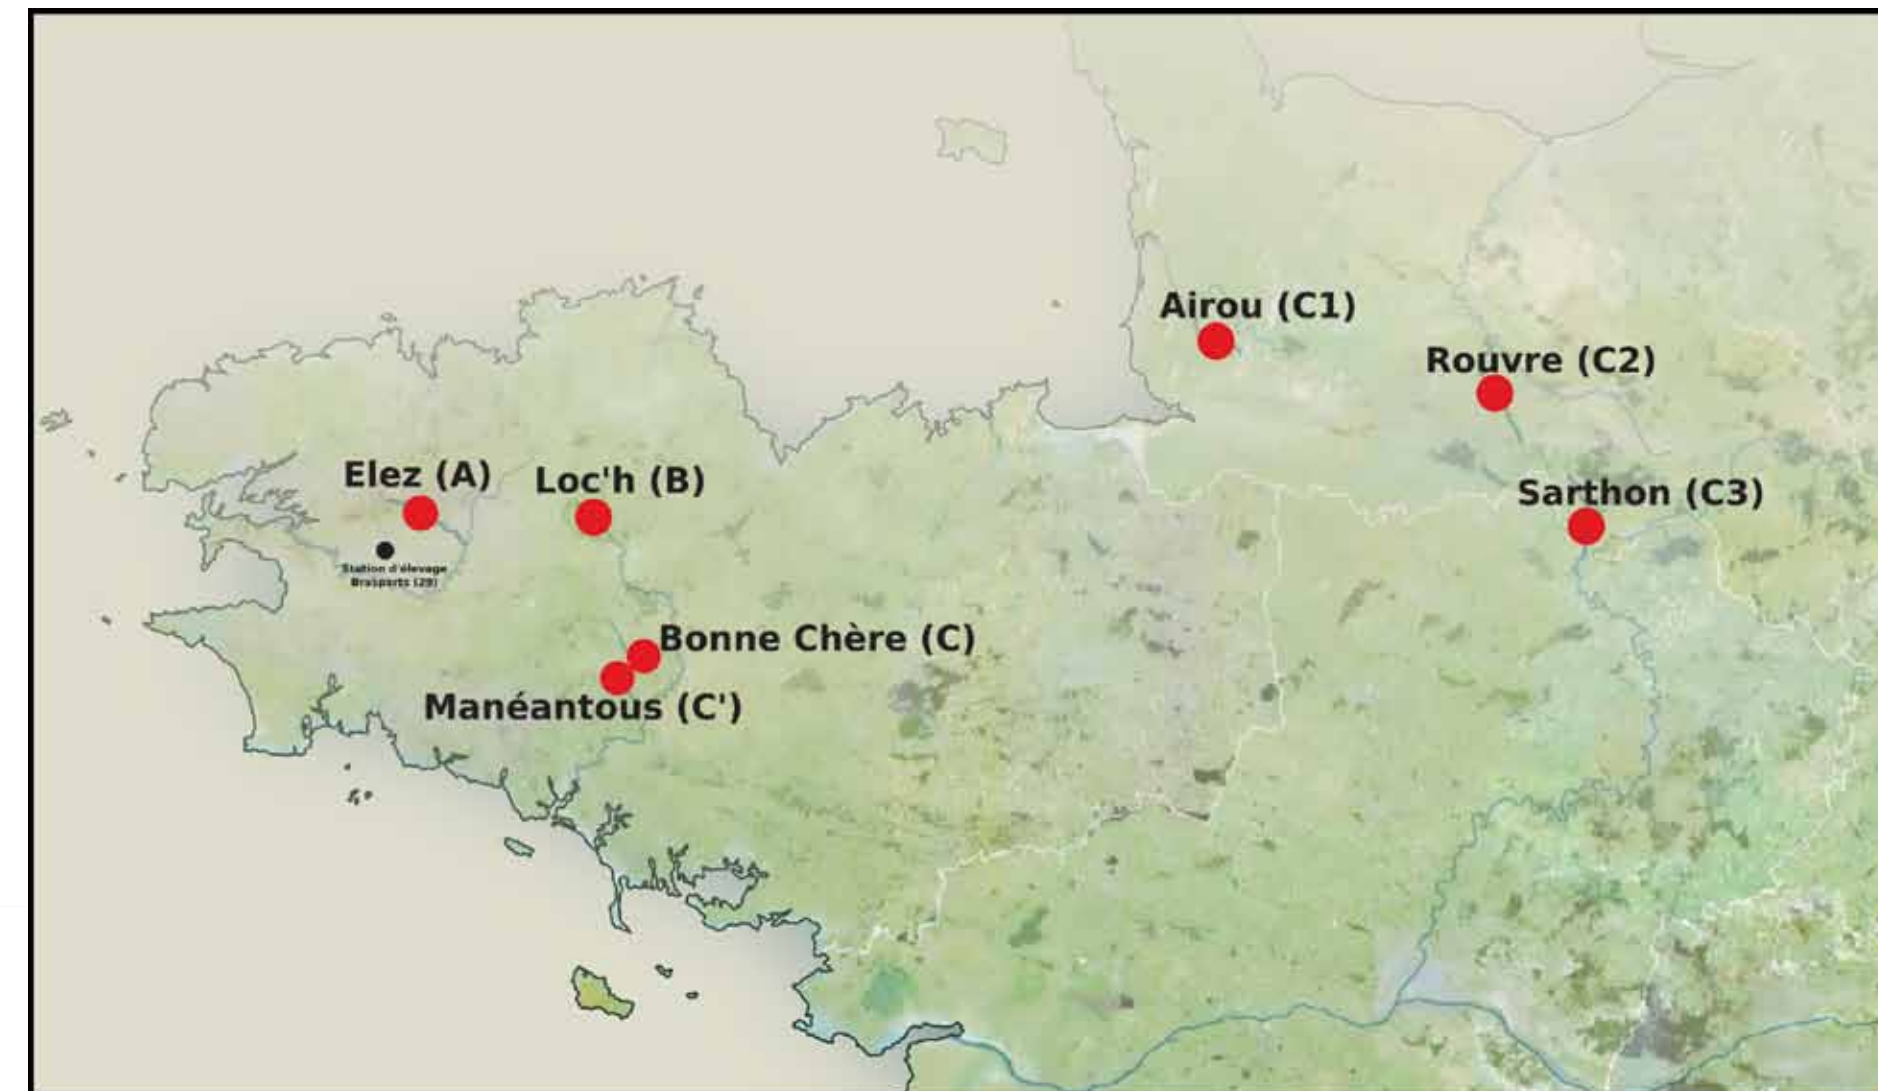 Airou (C1)
Rouvre (C2)
Elez (A)
Loc'h (B)
Sarthon (C3)
Station d'élevage
Brasparts (29)
Bonne Chère (C)
Manéantous (C')